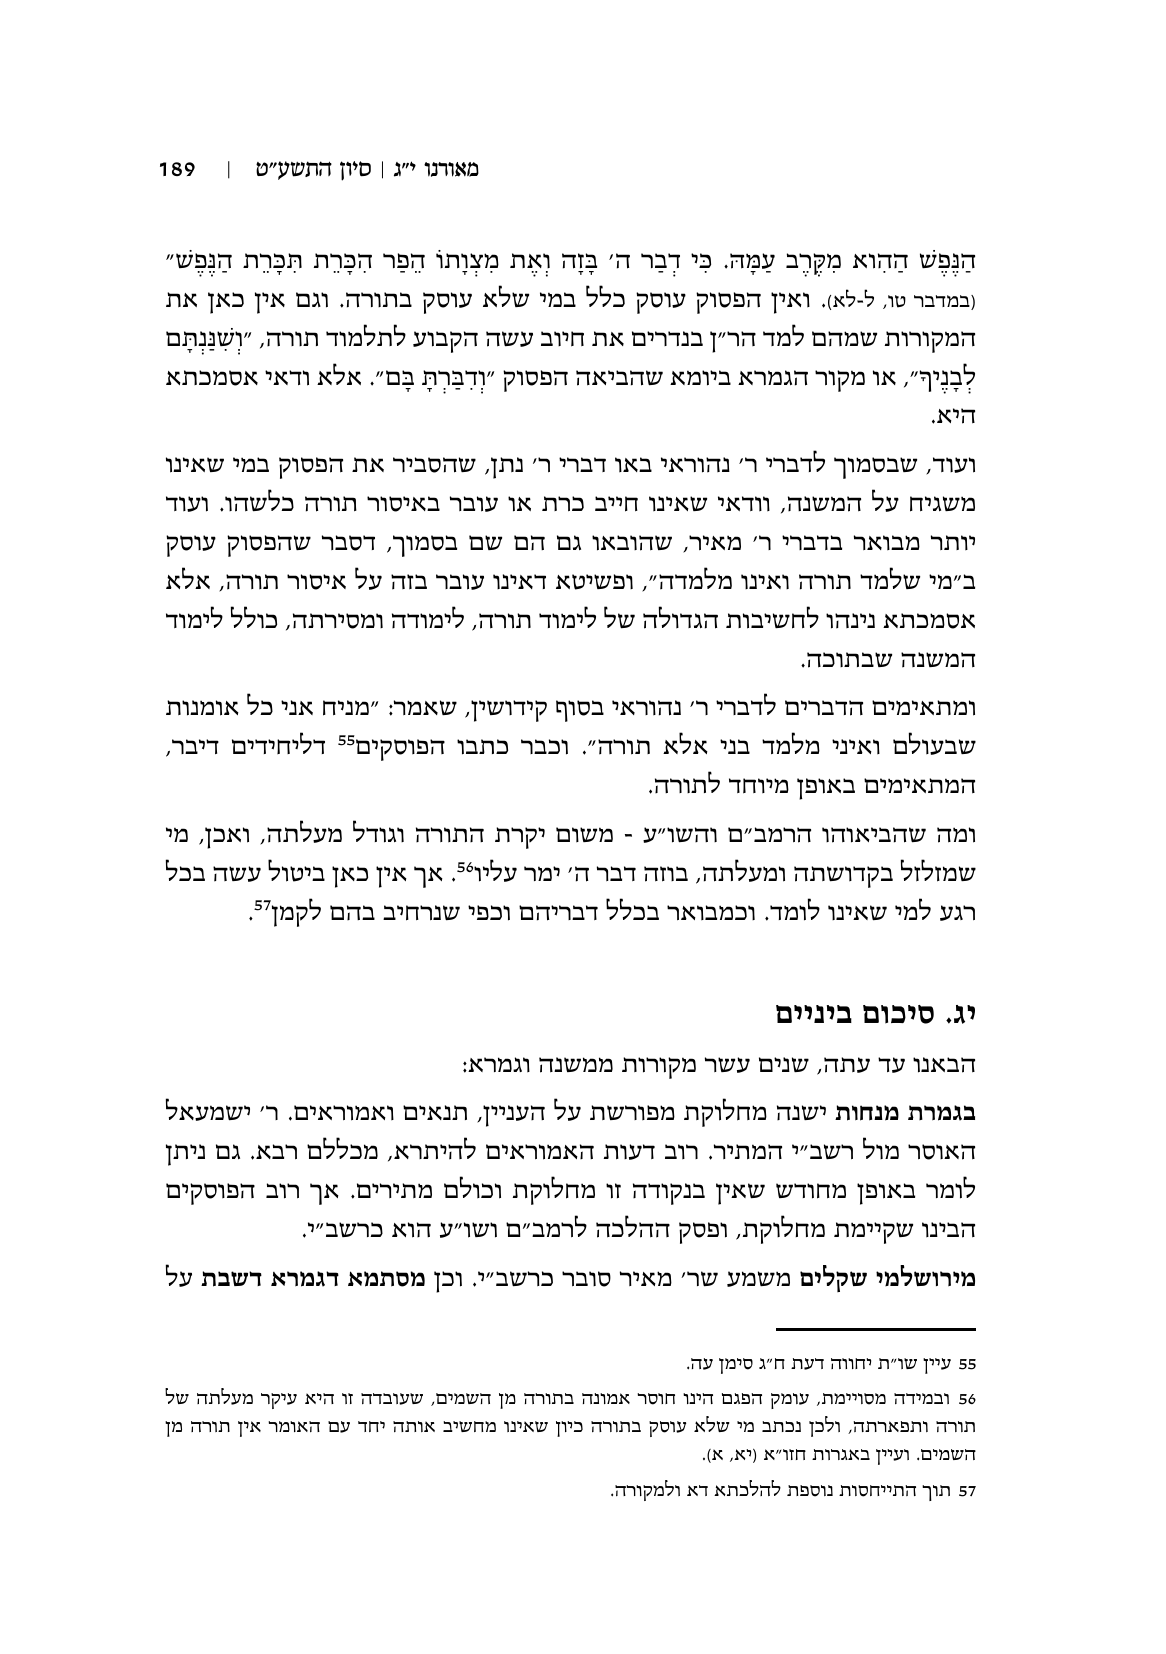 מאורנו י״ג | סיון התשע״ט | 189
הַנֶּפֶשׁ הַהִוא מִקֶּרֶב עַמָּהּ. כִּי דְבַר ה׳ בָּזָה וְאֶת מִצְוָתוֹ הֵפַר הִכָּרֵת תִּכָּרֵת הַנֶּפֶשׁ״
(במדבר טו, ל-לא). ואין הפסוק עוסק כלל במי שלא עוסק בתורה. וגם אין כאן את
המקורות שמהם למד הר״ן בנדרים את חיוב עשה הקבוע לתלמוד תורה, ״וְשִׁנַּנְתָּם
לְבָנֶיךָ״, או מקור הגמרא ביומא שהביאה הפסוק ״וְדִבַּרְתָּ בָּם״. אלא ודאי אסמכתא
היא.
ועוד, שבסמוך לדברי ר׳ נהוראי באו דברי ר׳ נתן, שהסביר את הפסוק במי שאינו
משגיח על המשנה, וודאי שאינו חייב כרת או עובר באיסור תורה כלשהו. ועוד
יותר מבואר בדברי ר׳ מאיר, שהובאו גם הם שם בסמוך, דסבר שהפסוק עוסק
ב״מי שלמד תורה ואינו מלמדה״, ופשיטא דאינו עובר בזה על איסור תורה, אלא
אסמכתא נינהו לחשיבות הגדולה של לימוד תורה, לימודה ומסירתה, כולל לימוד
המשנה שבתוכה.
ומתאימים הדברים לדברי ר׳ נהוראי בסוף קידושין, שאמר: ״מניח אני כל אומנות
שבעולם ואיני מלמד בני אלא תורה״. וכבר כתבו הפוסקים55 דליחידים דיבר,
המתאימים באופן מיוחד לתורה.
ומה שהביאוהו הרמב״ם והשו״ע - משום יקרת התורה וגודל מעלתה, ואכן, מי
שמזלזל בקדושתה ומעלתה, בוזה דבר ה׳ ימר עליו56. אך אין כאן ביטול עשה בכל
רגע למי שאינו לומד. וכמבואר בכלל דבריהם וכפי שנרחיב בהם לקמן57.
יג. סיכום ביניים
הבאנו עד עתה, שנים עשר מקורות ממשנה וגמרא:
בגמרת מנחות ישנה מחלוקת מפורשת על העניין, תנאים ואמוראים. ר׳ ישמעאל
האוסר מול רשב״י המתיר. רוב דעות האמוראים להיתרא, מכללם רבא. גם ניתן
לומר באופן מחודש שאין בנקודה זו מחלוקת וכולם מתירים. אך רוב הפוסקים
הבינו שקיימת מחלוקת, ופסק ההלכה לרמב״ם ושו״ע הוא כרשב״י.
מירושלמי שקלים משמע שר׳ מאיר סובר כרשב״י. וכן מסתמא דגמרא דשבת על
55 עיין שו״ת יחווה דעת ח״ג סימן עה.
56 ובמידה מסויימת, עומק הפגם הינו חוסר אמונה בתורה מן השמים, שעובדה זו היא עיקר מעלתה של
תורה ותפארתה, ולכן נכתב מי שלא עוסק בתורה כיון שאינו מחשיב אותה יחד עם האומר אין תורה מן
השמים. ועיין באגרות חזו״א (יא, א).
57 תוך התייחסות נוספת להלכתא דא ולמקורה.